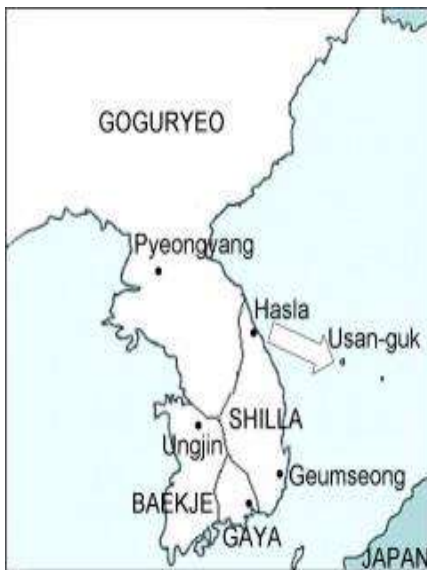 GOGURYEO
Pyeongyang
Hasla
Usan-guk
SHILLA
Ungjin
Geumseong
BAEKJE
GAYA
JAPAN